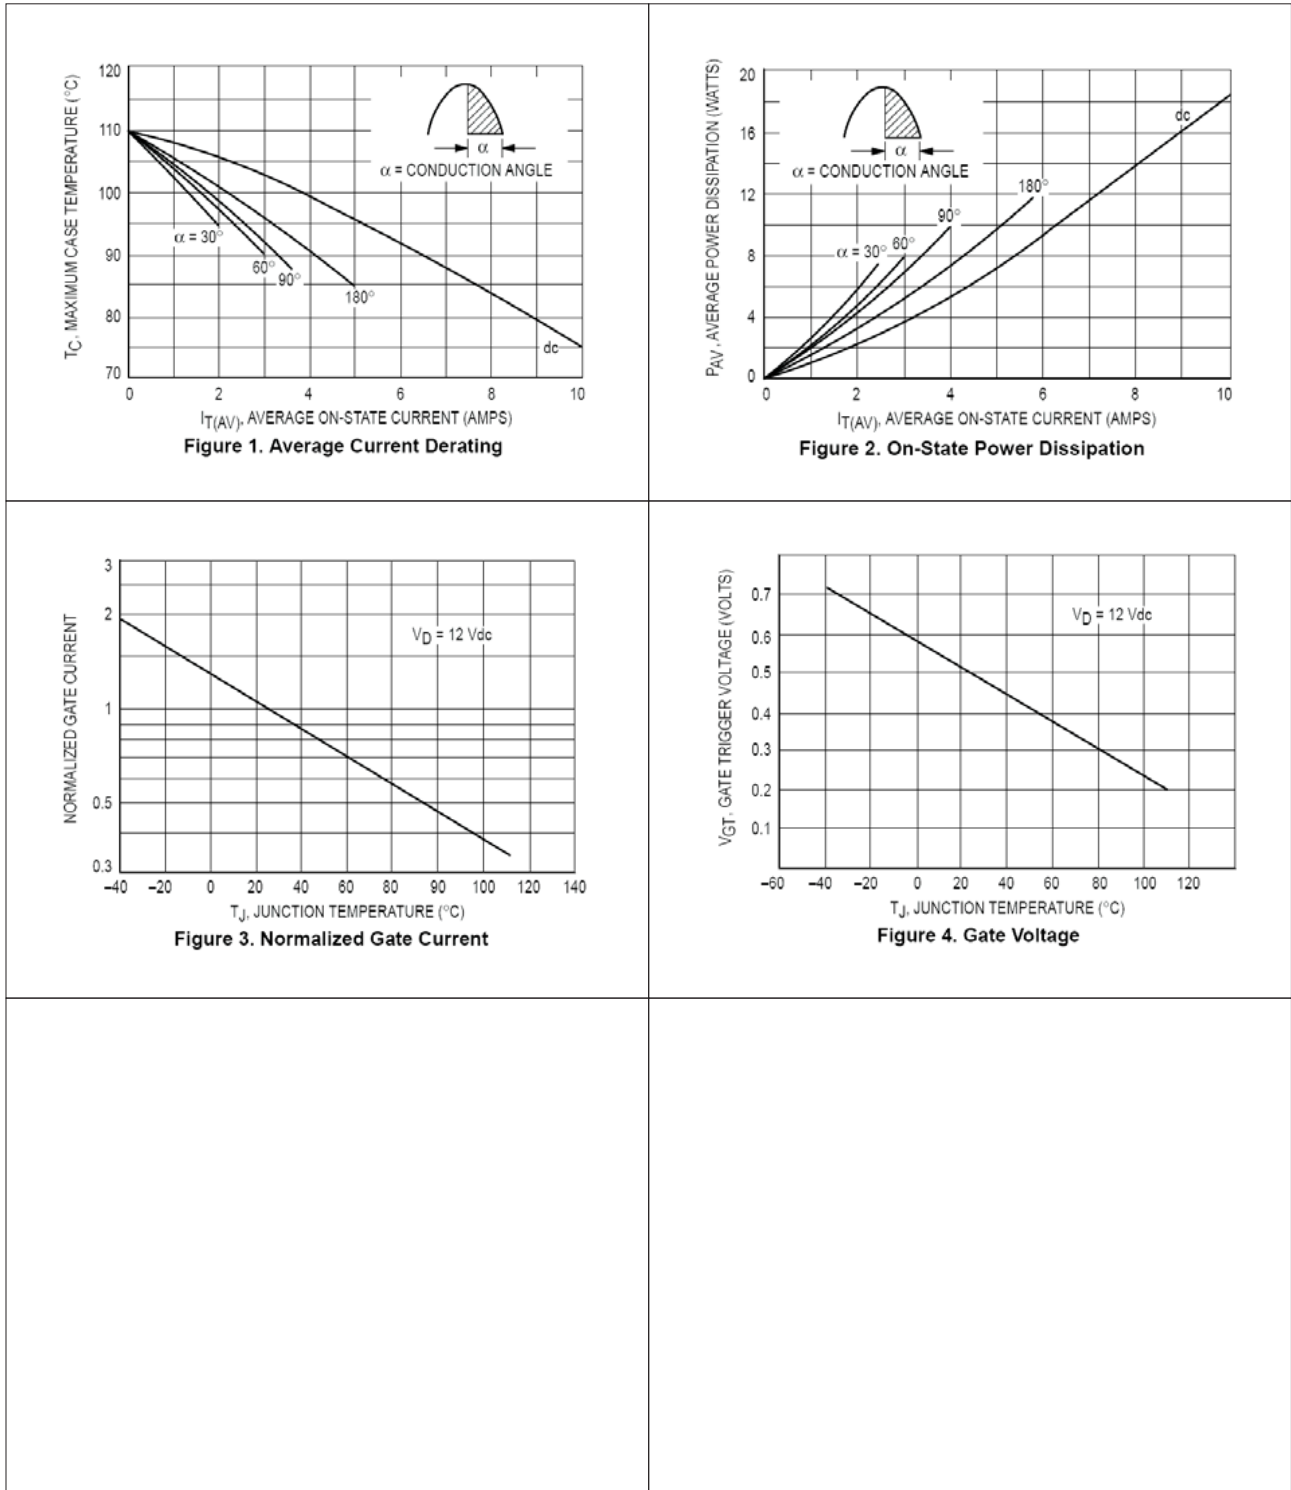 TC, MAXIMUM CASE TEMPERATURE (°C)
120
110
100
90
80
70
0 2 4 6 8 10
α
α = CONDUCTION ANGLE
α = 30°
60°
90°
180°
dc
IT(AV), AVERAGE ON-STATE CURRENT (AMPS)
Figure 1. Average Current Derating
PAV, AVERAGE POWER DISSIPATION (WATTS)
20
16
12
8
4
0
0 2 4 6 8 10
α
α = CONDUCTION ANGLE
α = 30°
60°
90°
180°
dc
IT(AV), AVERAGE ON-STATE CURRENT (AMPS)
Figure 2. On-State Power Dissipation
NORMALIZED GATE CURRENT
3
2
1
0.5
0.3
VD = 12 Vdc
–40 –20 0 20 40 60 80 90 100 120 140
TJ, JUNCTION TEMPERATURE (°C)
Figure 3. Normalized Gate Current
VGT, GATE TRIGGER VOLTAGE (VOLTS)
0.7
0.6
0.5
0.4
0.3
0.2
0.1
VD = 12 Vdc
–60 –40 –20 0 20 40 60 80 100 120
TJ, JUNCTION TEMPERATURE (°C)
Figure 4. Gate Voltage